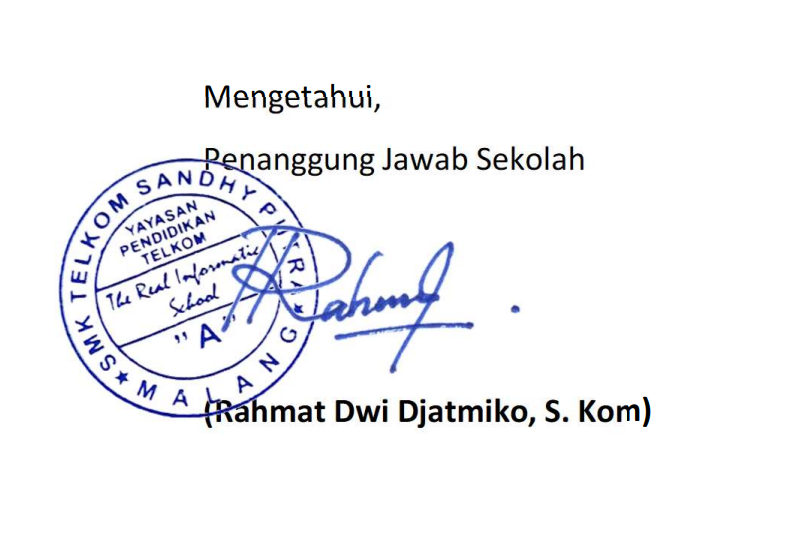 Mengetahui,
Penanggung Jawab Sekolah
SMK TELKOM SANDHY PUTRA
YAYASAN
PENDIDIKAN
TELKOM
The Real Informatic
School
"A"
★ MALANG ★
Rahmat
(Rahmat Dwi Djatmiko, S. Kom)